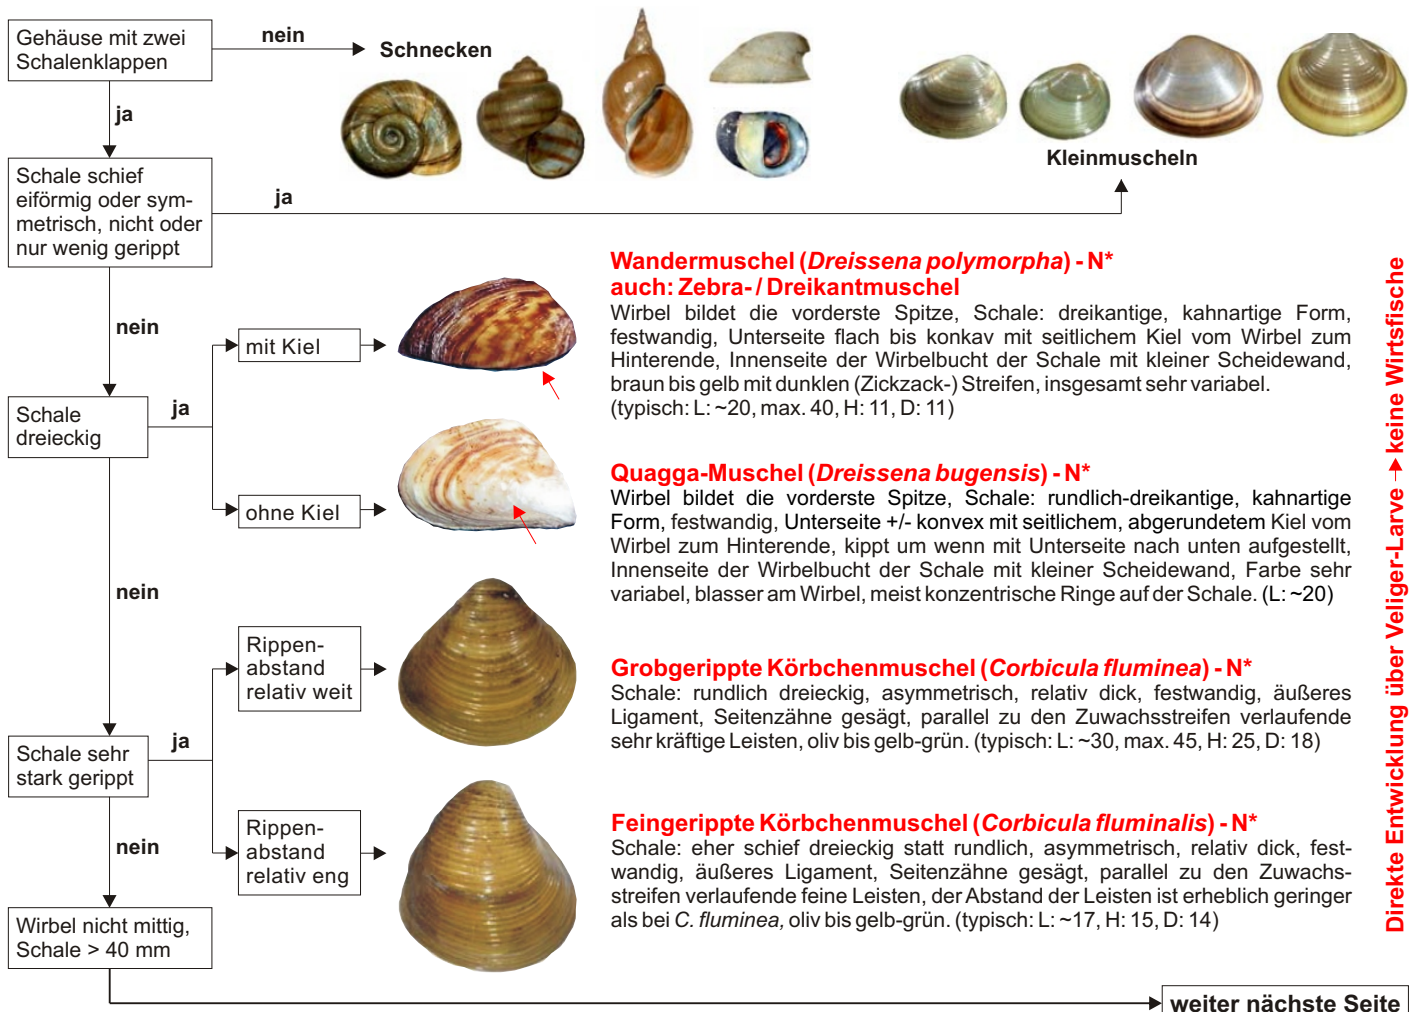 Gehäuse mit zwei
Schalenklappen
nein
Schnecken
ja
Kleinmuscheln
Schale schief
eiförmig oder sym-
metrisch, nicht oder
nur wenig gerippt
ja
nein
mit Kiel
Wandermuschel (Dreissena polymorpha) - N*
auch: Zebra- / Dreikantmuschel
Wirbel bildet die vorderste Spitze, Schale: dreikantige, kahnartige Form,
festwandig, Unterseite flach bis konkav mit seitlichem Kiel vom Wirbel zum
Hinterende, Innenseite der Wirbelbucht der Schale mit kleiner Scheidewand,
braun bis gelb mit dunklen (Zickzack-) Streifen, insgesamt sehr variabel.
(typisch: L: ~20, max. 40, H: 11, D: 11)
Schale
dreieckig
ja
ohne Kiel
Quagga-Muschel (Dreissena bugensis) - N*
Wirbel bildet die vorderste Spitze, Schale: rundlich-dreikantige, kahnartige
Form, festwandig, Unterseite +/- konvex mit seitlichem, abgerundetem Kiel vom
Wirbel zum Hinterende, kippt um wenn mit Unterseite nach unten aufgestellt,
Innenseite der Wirbelbucht der Schale mit kleiner Scheidewand, Farbe sehr
variabel, blasser am Wirbel, meist konzentrische Ringe auf der Schale. (L: ~20)
nein
Rippen-
abstand
relativ weit
Grobgerippte Körbchenmuschel (Corbicula fluminea) - N*
Schale: rundlich dreieckig, asymmetrisch, relativ dick, festwandig, äußeres
Ligament, Seitenzähne gesägt, parallel zu den Zuwachsstreifen verlaufende
sehr kräftige Leisten, oliv bis gelb-grün. (typisch: L: ~30, max. 45, H: 25, D: 18)
Schale sehr
stark gerippt
ja
Rippen-
abstand
relativ eng
Feingerippte Körbchenmuschel (Corbicula fluminalis) - N*
Schale: eher schief dreieckig statt rundlich, asymmetrisch, relativ dick, fest-
wandig, äußeres Ligament, Seitenzähne gesägt, parallel zu den Zuwachs-
streifen verlaufende feine Leisten, der Abstand der Leisten ist erheblich geringer
als bei C. fluminea, oliv bis gelb-grün. (typisch: L: ~17, H: 15, D: 14)
nein
Wirbel nicht mittig,
Schale > 40 mm
weiter nächste Seite
Direkte Entwicklung über Veliger-Larve → keine Wirtsfische